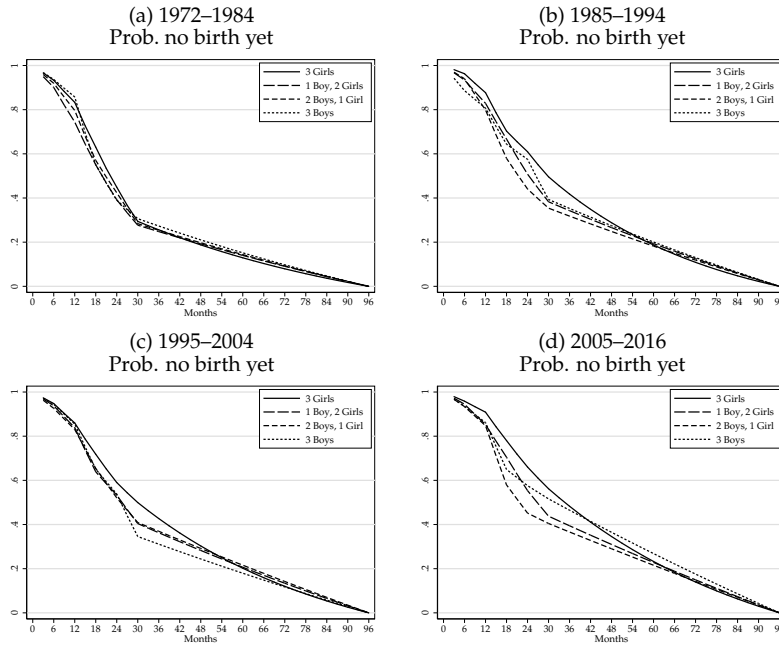 (a) 1972–1984
Prob. no birth yet
3 Girls
1 Boy, 2 Girls
2 Boys, 1 Girl
3 Boys
1
.8
.6
.4
.2
0
0 6 12 18 24 30 36 42 48 54 60 66 72 78 84 90 96
Months
(b) 1985–1994
Prob. no birth yet
3 Girls
1 Boy, 2 Girls
2 Boys, 1 Girl
3 Boys
1
.8
.6
.4
.2
0
0 6 12 18 24 30 36 42 48 54 60 66 72 78 84 90 96
Months
(c) 1995–2004
Prob. no birth yet
3 Girls
1 Boy, 2 Girls
2 Boys, 1 Girl
3 Boys
1
.8
.6
.4
.2
0
0 6 12 18 24 30 36 42 48 54 60 66 72 78 84 90 96
Months
(d) 2005–2016
Prob. no birth yet
3 Girls
1 Boy, 2 Girls
2 Boys, 1 Girl
3 Boys
1
.8
.6
.4
.2
0
0 6 12 18 24 30 36 42 48 54 60 66 72 78 84 90 96
Months